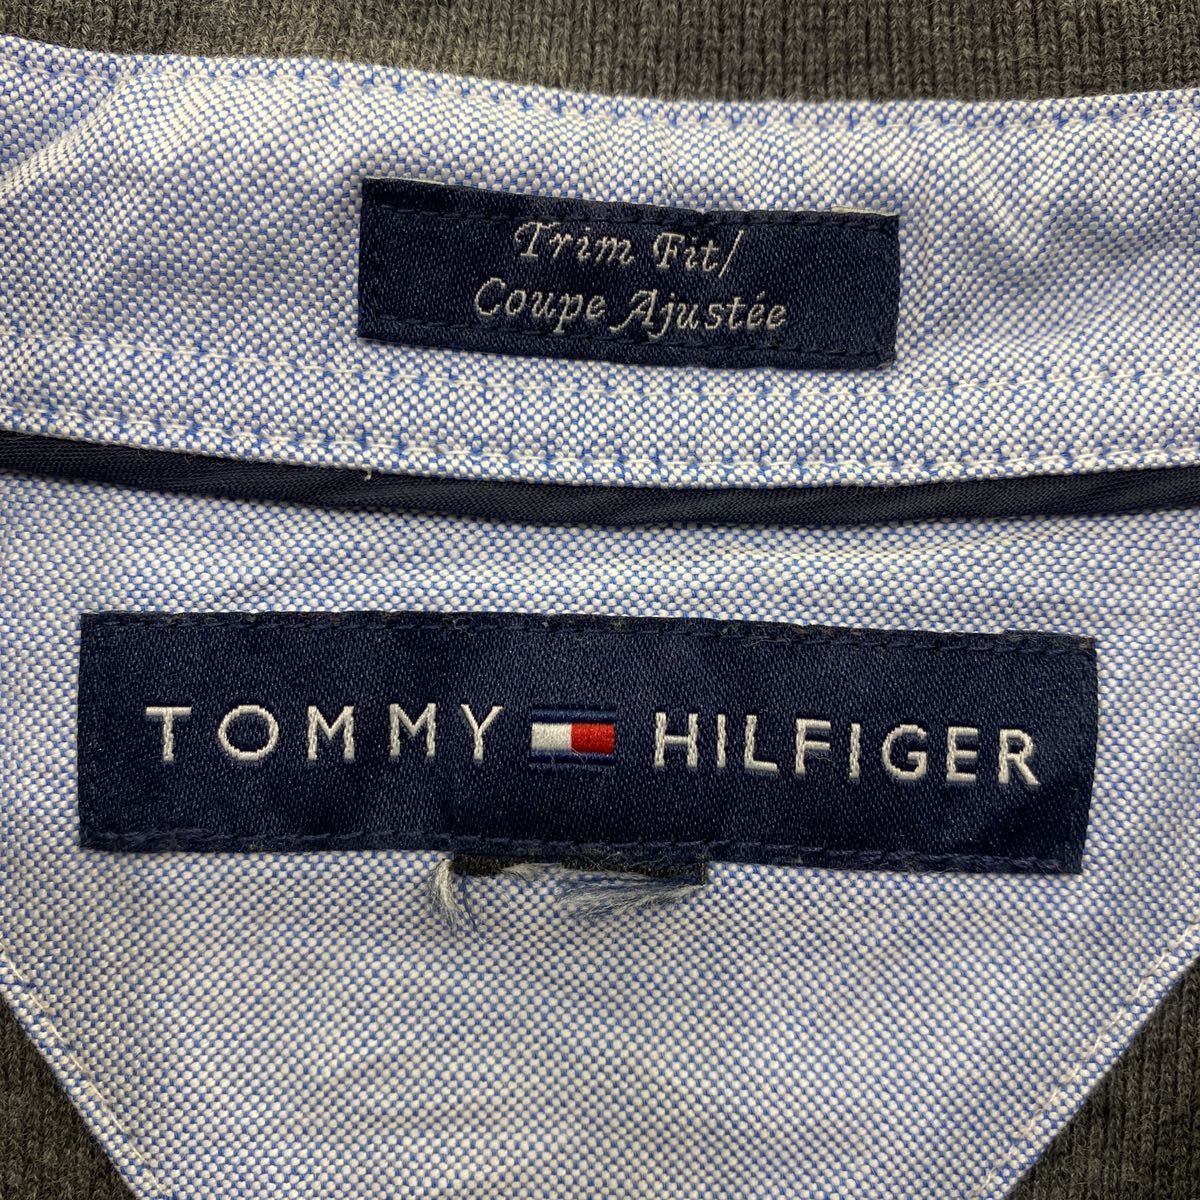 Trim Fit/
Coupe Ajustée
TOMMY HILFIGER